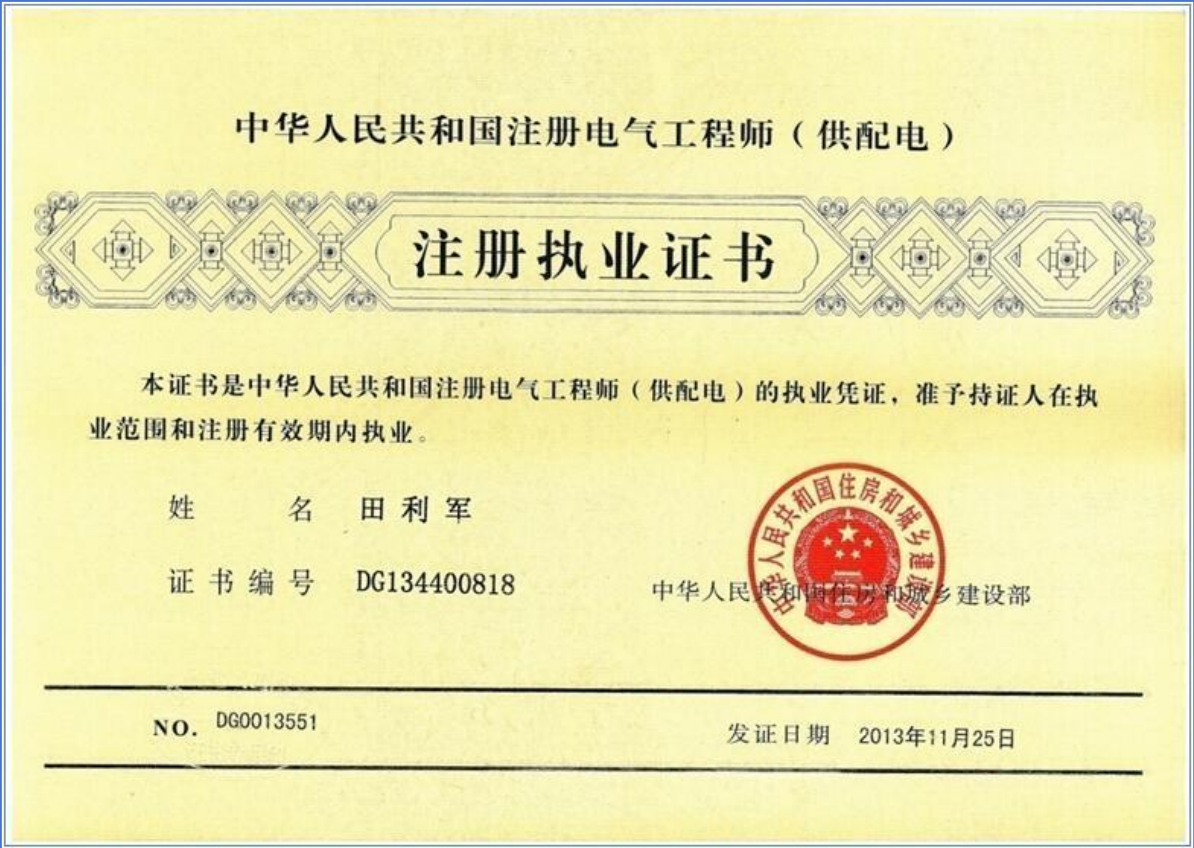 中华人民共和国注册电气工程师（供配电）
注册执业证书
本证书是中华人民共和国注册电气工程师（供配电）的执业凭证，准予持证人在执
业范围和注册有效期内执业。
姓 名 田利军
证书编号 DG134400818
中华人民共和国住房和城乡建设部
中华人民共和国住房和城乡建设部
NO. DG0013551
发证日期 2013年11月25日